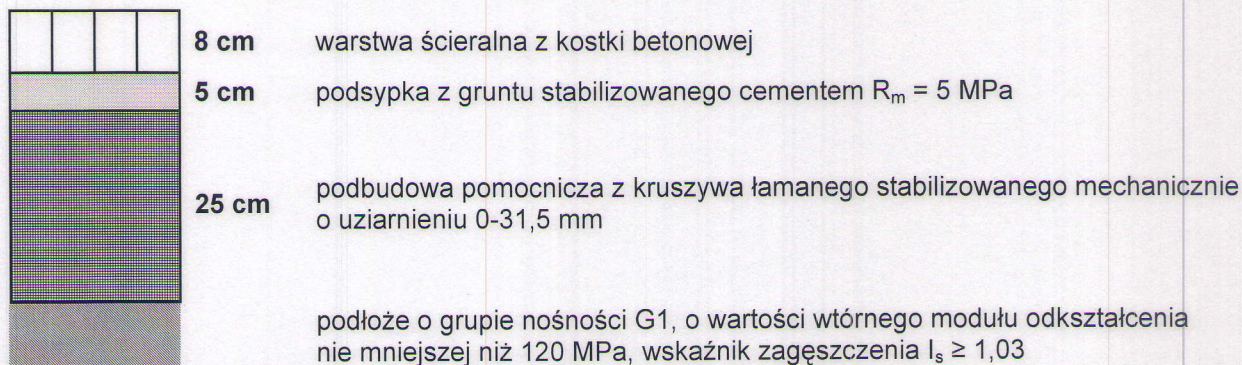 8 cm warstwa ścieralna z kostki betonowej
5 cm podsypka z gruntu stabilizowanego cementem Rm = 5 MPa
25 cm podbudowa pomocnicza z kruszywa łamanego stabilizowanego mechanicznie
o uziarnieniu 0-31,5 mm
podłoże o grupie nośności G1, o wartości wtórnego modułu odkształcenia
nie mniejszej niż 120 MPa, wskaźnik zagęszczenia Is ≥ 1,03